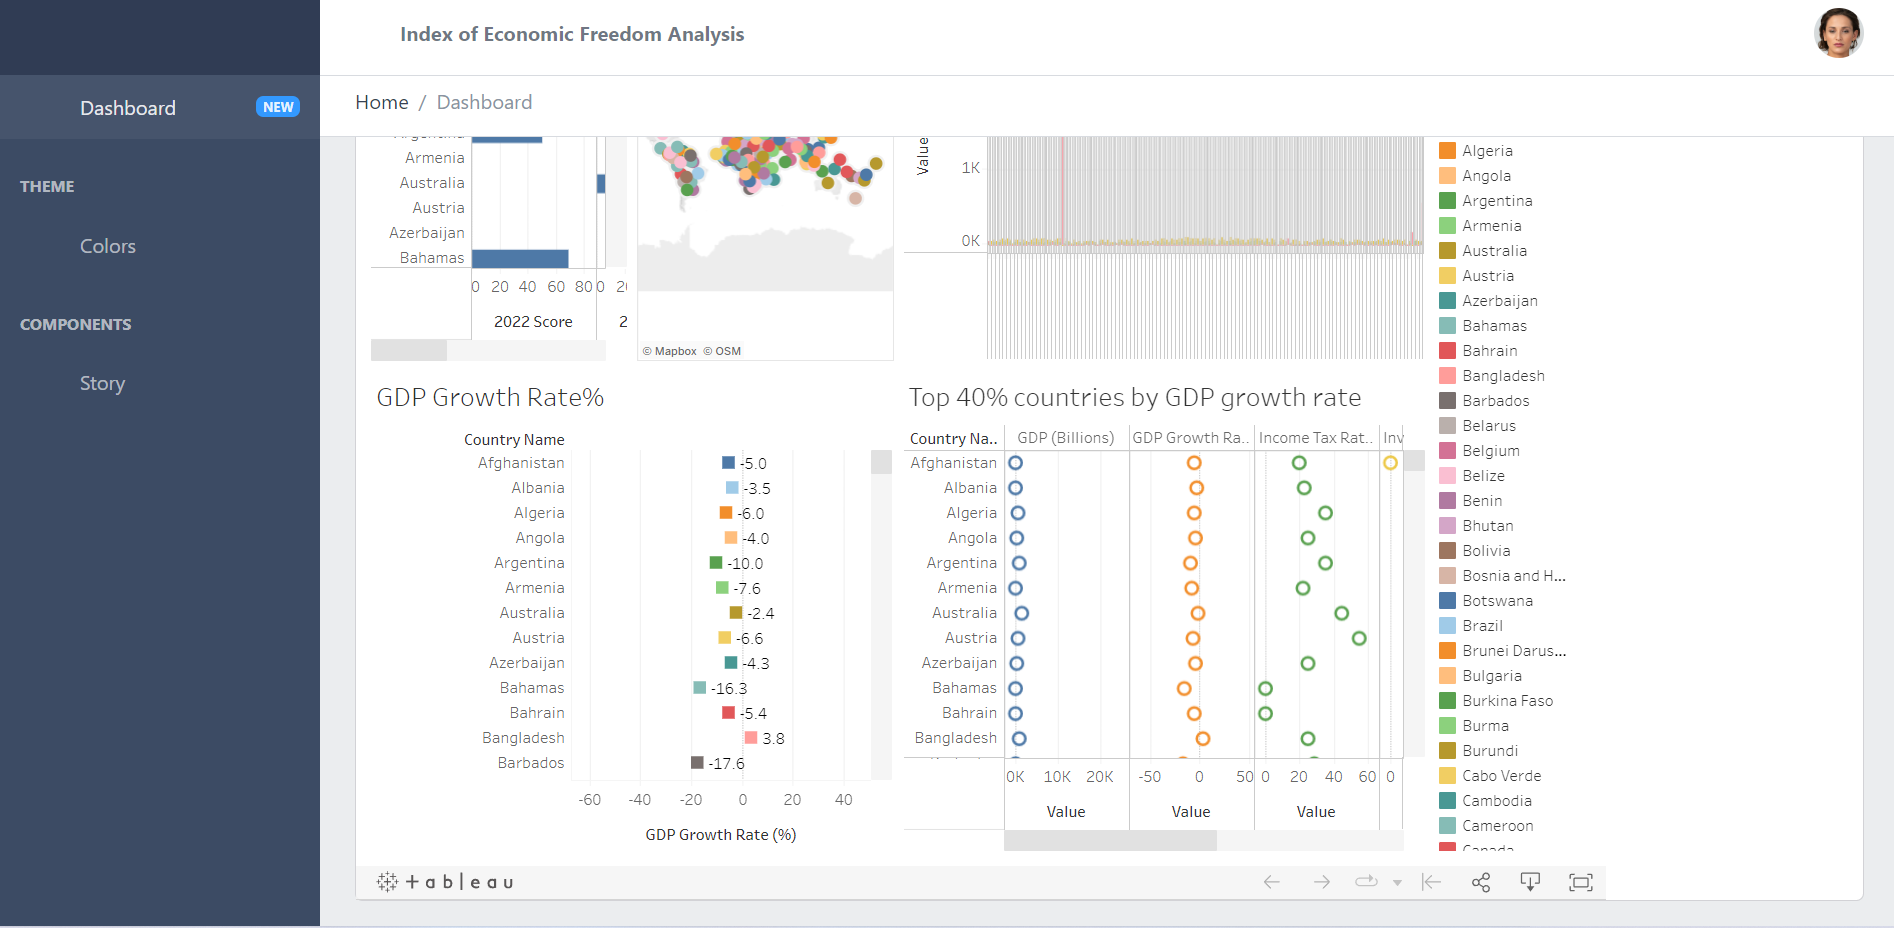 Index of Economic Freedom Analysis
Dashboard
NEW
Home / Dashboard
THEME
Colors
COMPONENTS
Story
Argentina
Armenia
Australia
Austria
Azerbaijan
Bahamas
0 20 40 60 80 0
2022 Score
2
© Mapbox © OSM
Value
1K
0K
GDP Growth Rate%
Country Name
Afghanistan -5.0
Albania -3.5
Algeria -6.0
Angola -4.0
Argentina -10.0
Armenia -7.6
Australia -2.4
Austria -6.6
Azerbaijan -4.3
Bahamas -16.3
Bahrain -5.4
Bangladesh 3.8
Barbados -17.6
-60 -40 -20 0 20 40
GDP Growth Rate (%)
Top 40% countries by GDP growth rate
Country Na.. GDP (Billions) GDP Growth Ra.. Income Tax Rat.. Inv
Afghanistan
Albania
Algeria
Angola
Argentina
Armenia
Australia
Austria
Azerbaijan
Bahamas
Bahrain
Bangladesh
0K 10K 20K -50 0 50 0 20 40 60 0
Value Value Value
Algeria
Angola
Argentina
Armenia
Australia
Austria
Azerbaijan
Bahamas
Bahrain
Bangladesh
Barbados
Belarus
Belgium
Belize
Benin
Bhutan
Bolivia
Bosnia and H...
Botswana
Brazil
Brunei Darus...
Bulgaria
Burkina Faso
Burma
Burundi
Cabo Verde
Cambodia
Cameroon
Canada
tableau